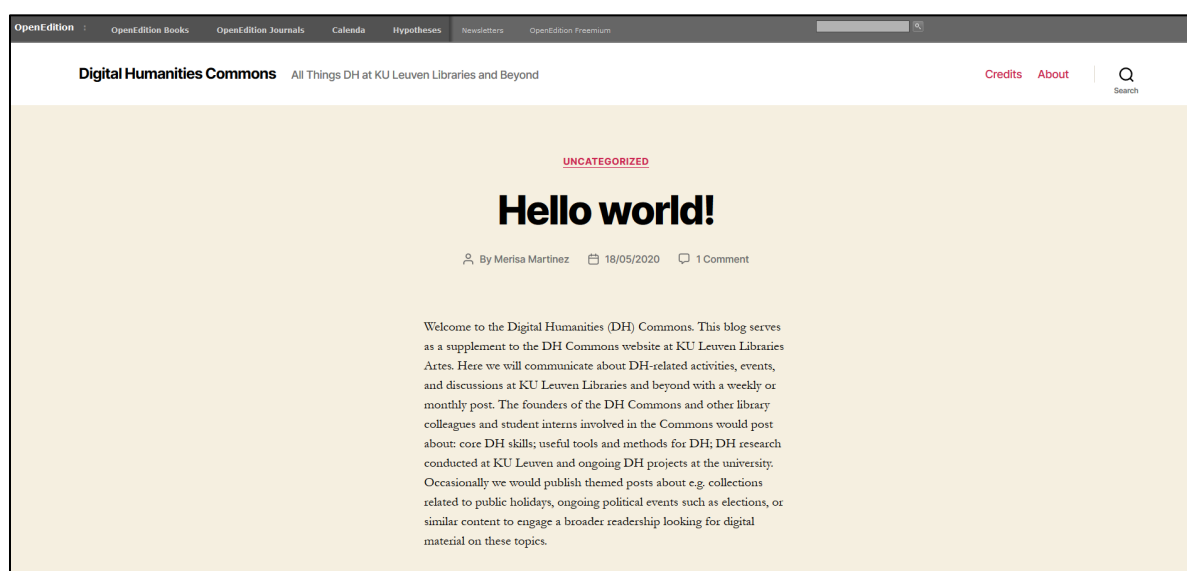 OpenEdition : OpenEdition Books OpenEdition Journals Calenda Hypotheses Newsletters OpenEdition Freemium
Digital Humanities Commons All Things DH at KU Leuven Libraries and Beyond Credits About Search
UNCATEGORIZED
Hello world!
By Merisa Martinez 18/05/2020 1 Comment
Welcome to the Digital Humanities (DH) Commons. This blog serves
as a supplement to the DH Commons website at KU Leuven Libraries
Artes. Here we will communicate about DH-related activities, events,
and discussions at KU Leuven Libraries and beyond with a weekly or
monthly post. The founders of the DH Commons and other library
colleagues and student interns involved in the Commons would post
about: core DH skills; useful tools and methods for DH; DH research
conducted at KU Leuven and ongoing DH projects at the university.
Occasionally we would publish themed posts about e.g. collections
related to public holidays, ongoing political events such as elections, or
similar content to engage a broader readership looking for digital
material on these topics.